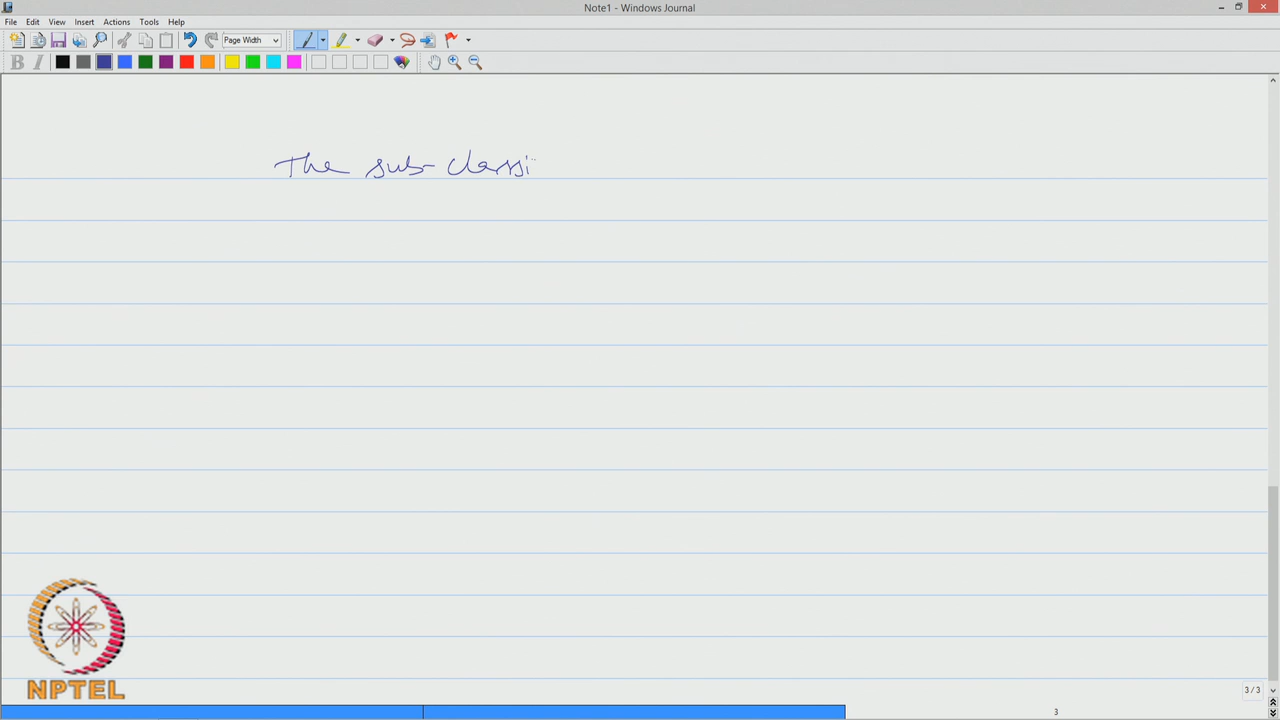 Note1 - Windows Journal
File Edit View Insert Actions Tools Help
Page Width
B I
The sub-classi
NPTEL
3/3
3